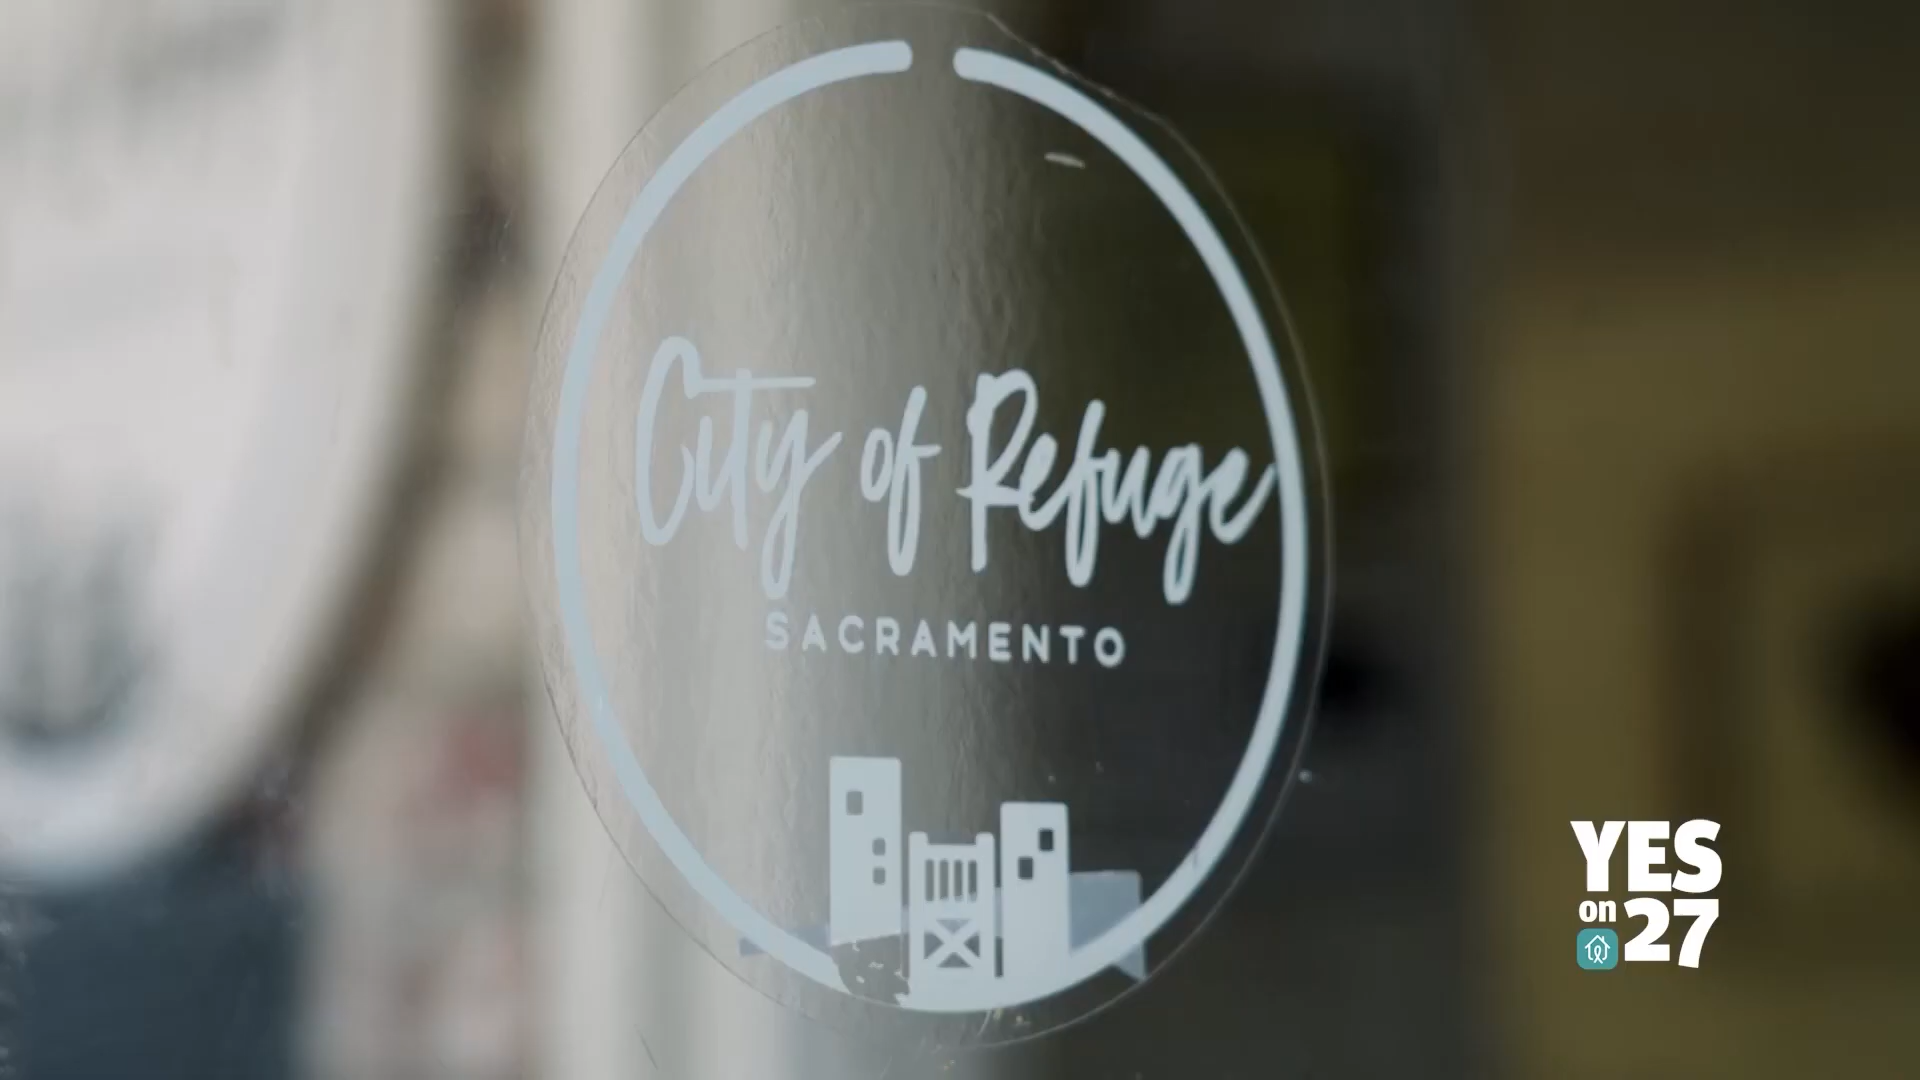 City of Refuge
SACRAMENTO
YES
on 27